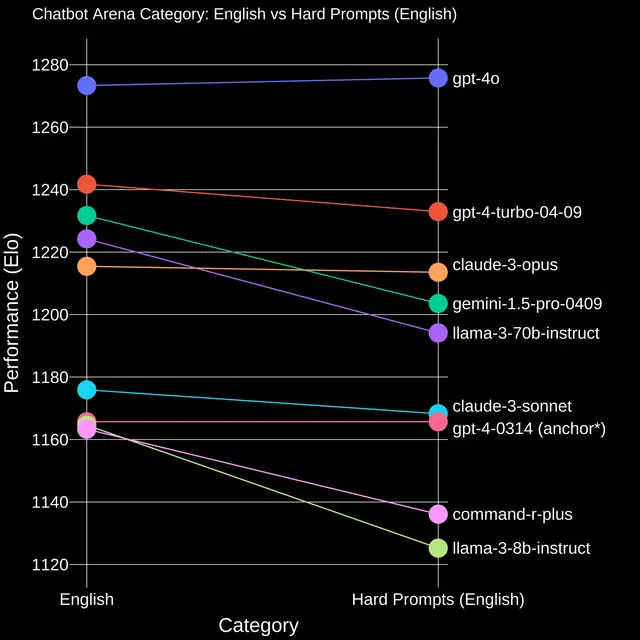 Chatbot Arena Category: English vs Hard Prompts (English)
1280
gpt-4o
1260
1240
gpt-4-turbo-04-09
1220
claude-3-opus
gemini-1.5-pro-0409
1200
llama-3-70b-instruct
1180
claude-3-sonnet
gpt-4-0314 (anchor*)
1160
1140
command-r-plus
llama-3-8b-instruct
1120
Performance (Elo)
English
Hard Prompts (English)
Category